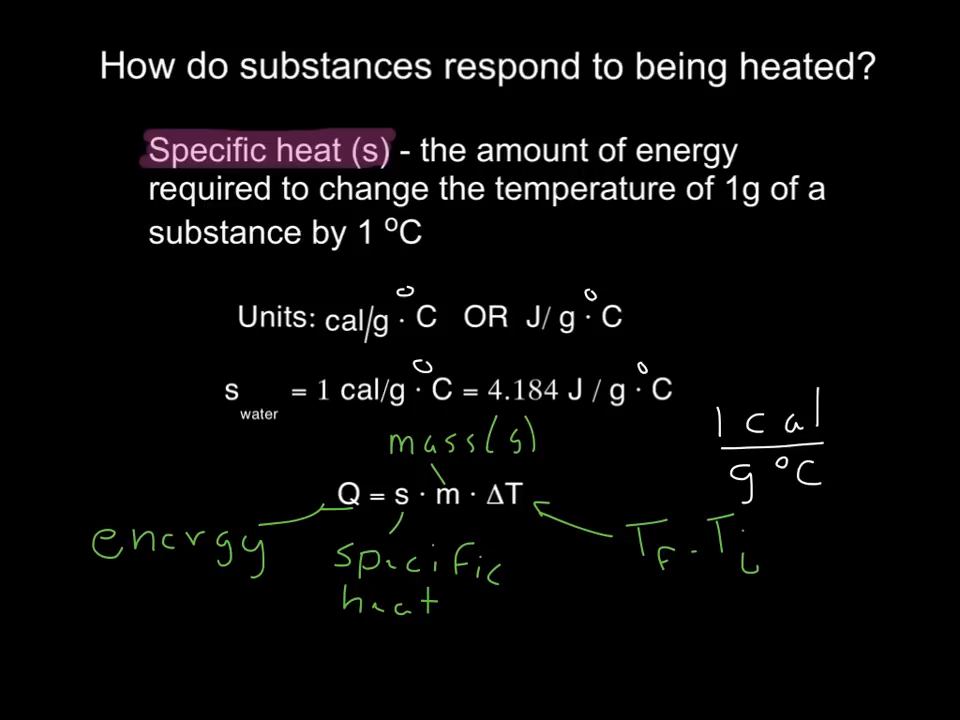 How do substances respond to being heated?
Specific heat (s) - the amount of energy
required to change the temperature of 1g of a
substance by 1 °C
Units: cal/g · °C OR J/ g · °C
s water = 1 cal/g · °C = 4.184 J / g · °C
1 cal
g °C
mass(g)
Q = s · m · ΔT
energy
specific
heat
TF - Ti